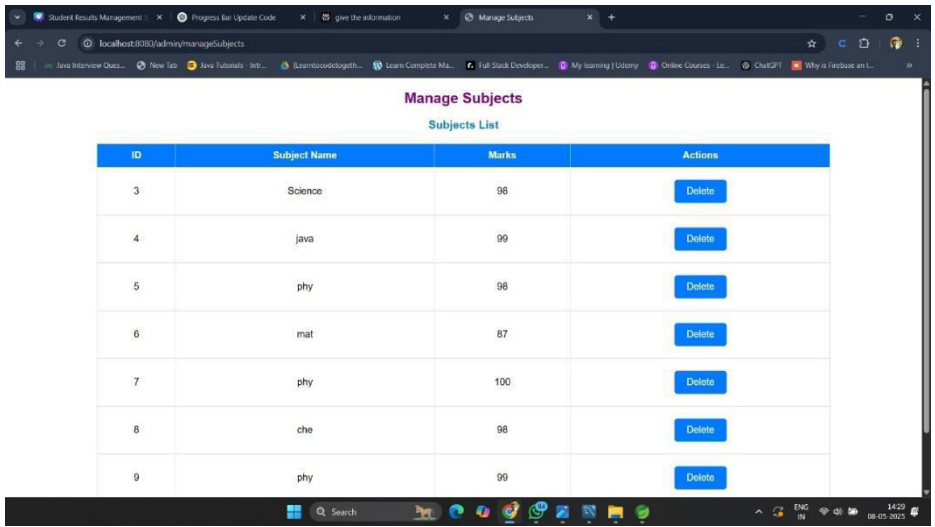 Student Results Management S
Progress Bar Update Code
give the information
Manage Subjects
localhost:8080/admin/manageSubjects
Java Interview Ques...
New Tab
Java Tutorials - Intr...
(Learntocodetogeth...
Learn Complete Ma...
Full Stack Developer...
My learning | Udemy
Online Courses - Le...
ChatGPT
Why is Firebase an l...
Manage Subjects
Subjects List
ID Subject Name Marks Actions
3 Science 98 Delete
4 java 99 Delete
5 phy 98 Delete
6 mat 87 Delete
7 phy 100 Delete
8 che 98 Delete
9 phy 99 Delete
Search
ENG
IN
14:29
08-05-2025